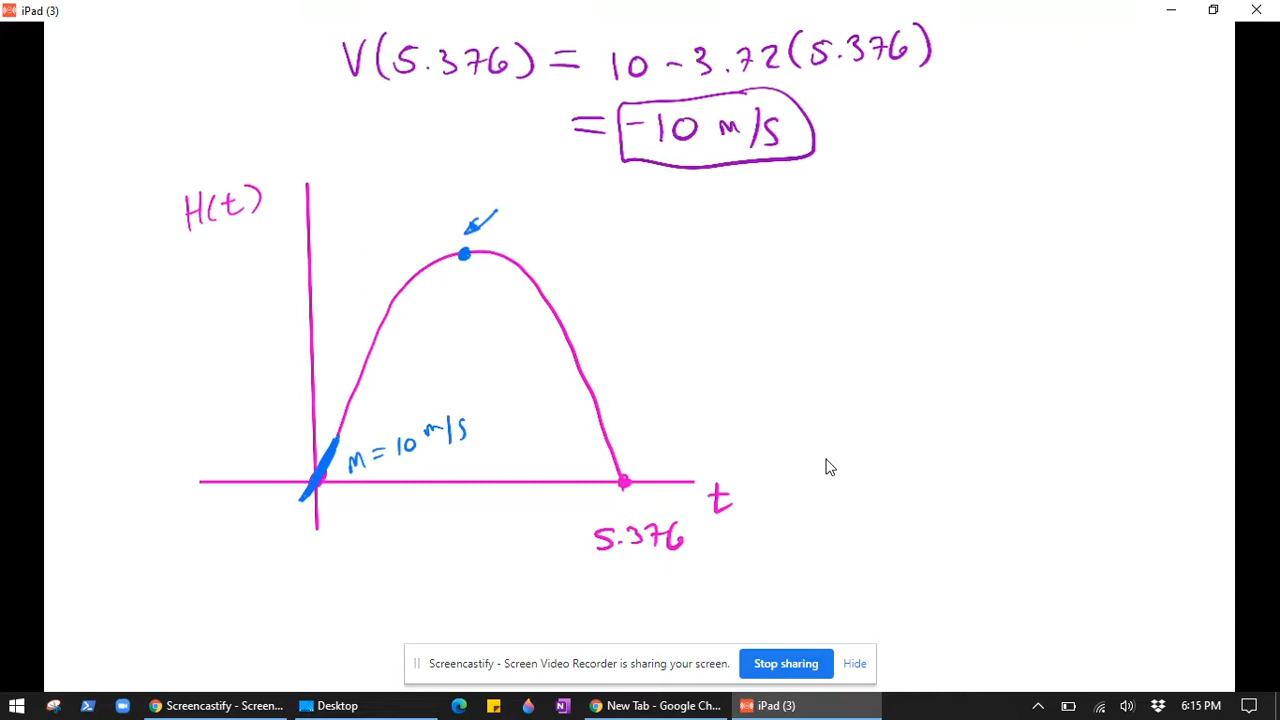 iPad (3)
V(5.376) = 10 - 3.72(5.376)
= -10 m/s
H(t)
m = 10 m/s
t
5.376
Screencastify - Screen Video Recorder is sharing your screen.
Stop sharing
Hide
Screencastify - Screen...
Desktop
New Tab - Google Ch...
iPad (3)
6:15 PM